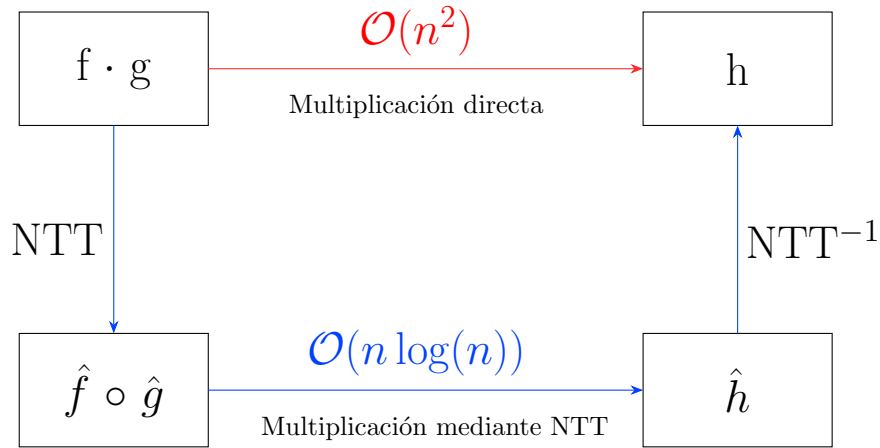 𝒪(n²)
f · g
h
Multiplicación directa
NTT
NTT⁻¹
𝒪(n log(n))
f̂ ∘ ĝ
ĥ
Multiplicación mediante NTT